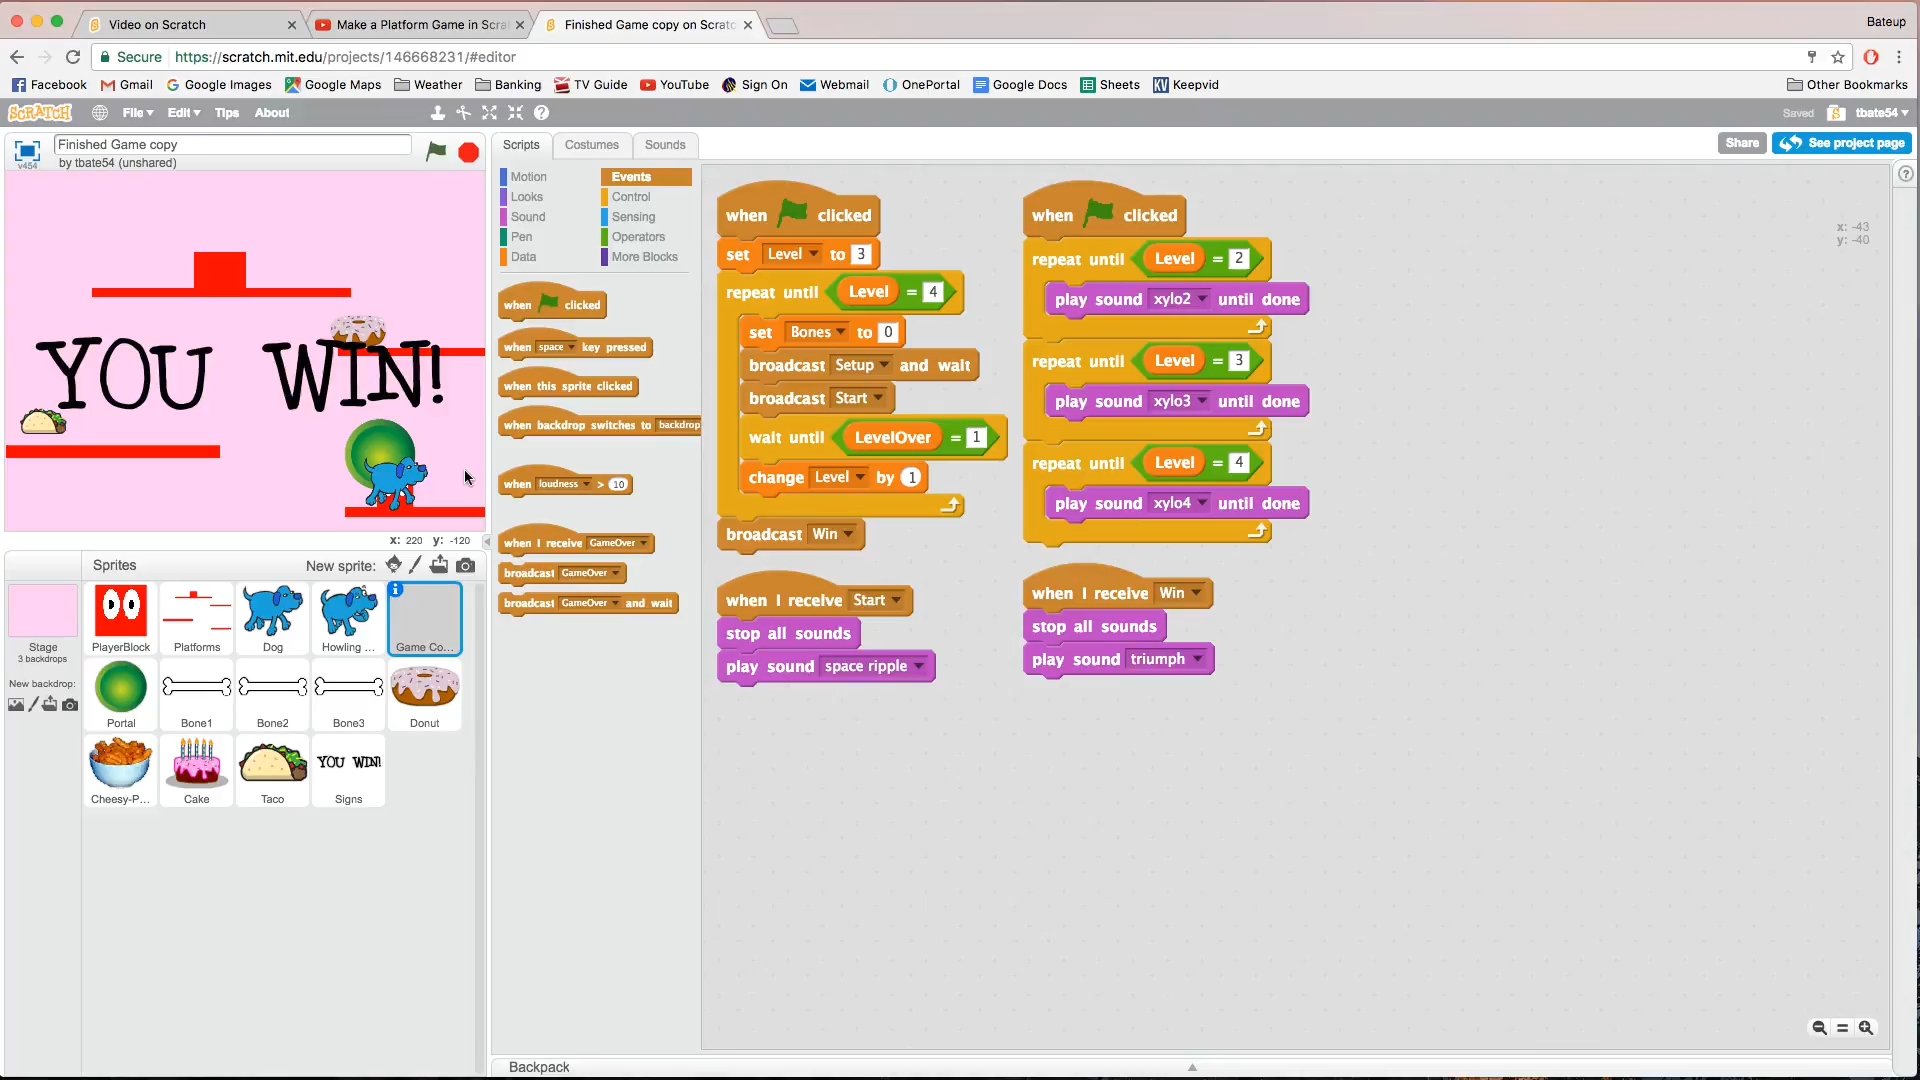 Video on Scratch
Make a Platform Game in Scra
Finished Game copy on Scratc
Bateup
Secure
https://scratch.mit.edu/projects/146668231/#editor
Facebook
Gmail
Google Images
Google Maps
Weather
Banking
TV Guide
YouTube
Sign On
Webmail
OnePortal
Google Docs
Sheets
KV Keepvid
Other Bookmarks
SCRATCH
File
Edit
Tips
About
Saved
tbate54
v454
Finished Game copy
by tbate54 (unshared)
Scripts
Costumes
Sounds
Share
See project page
YOU WIN!
x: 220 y: -120
Motion
Looks
Sound
Pen
Data
Events
Control
Sensing
Operators
More Blocks
when clicked
when space key pressed
when this sprite clicked
when backdrop switches to backdrop
when loudness > 10
when I receive GameOver
broadcast GameOver
broadcast GameOver and wait
when clicked
set Level to 3
repeat until Level = 4
set Bones to 0
broadcast Setup and wait
broadcast Start
wait until LevelOver = 1
change Level by 1
broadcast Win
when I receive Start
stop all sounds
play sound space ripple
when clicked
repeat until Level = 2
play sound xylo2 until done
repeat until Level = 3
play sound xylo3 until done
repeat until Level = 4
play sound xylo4 until done
when I receive Win
stop all sounds
play sound triumph
x: -43
y: -40
Sprites
New sprite:
Stage
3 backdrops
New backdrop:
PlayerBlock
Platforms
Dog
Howling ...
Game Co...
Portal
Bone1
Bone2
Bone3
Donut
Cheesy-P...
Cake
Taco
YOU WIN!
Signs
Backpack